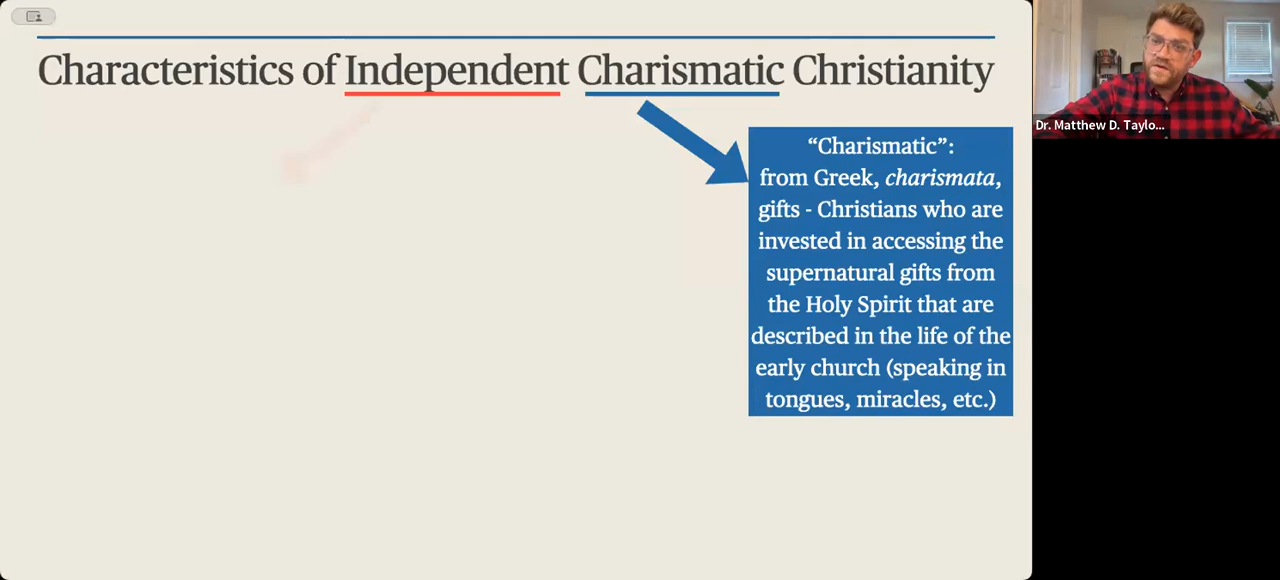 Characteristics of Independent Charismatic Christianity
“Charismatic”:
from Greek, charismata,
gifts - Christians who are
invested in accessing the
supernatural gifts from
the Holy Spirit that are
described in the life of the
early church (speaking in
tongues, miracles, etc.)
Dr. Matthew D. Taylo...